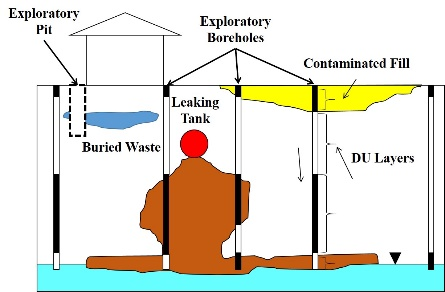 Exploratory
Pit
Exploratory
Boreholes
Contaminated Fill
Leaking
Tank
Buried Waste
DU Layers